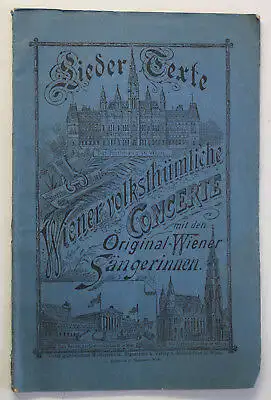 Lieder-Texte
Wiener volksthümliche
CONCERTE
mit den
Original-Wiener
Sängerinnen.